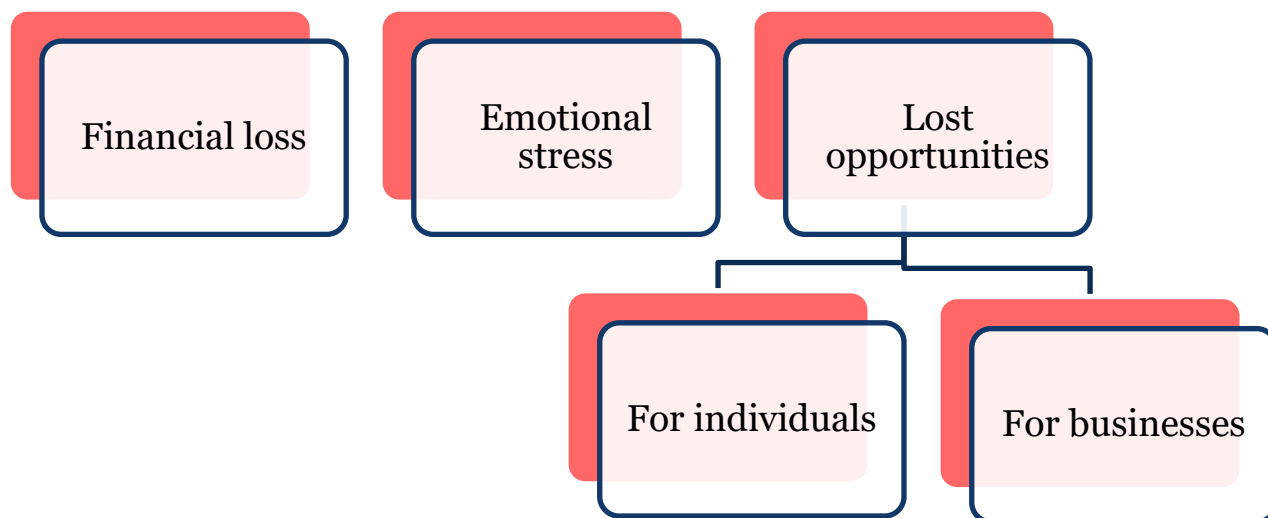 Financial loss
Emotional
stress
Lost
opportunities
For individuals
For businesses